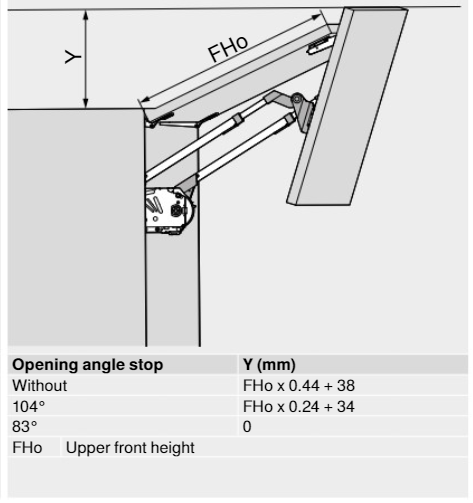 Y
FHo
Opening angle stop Y (mm)
Without FHo x 0.44 + 38
104° FHo x 0.24 + 34
83° 0
FHo Upper front height